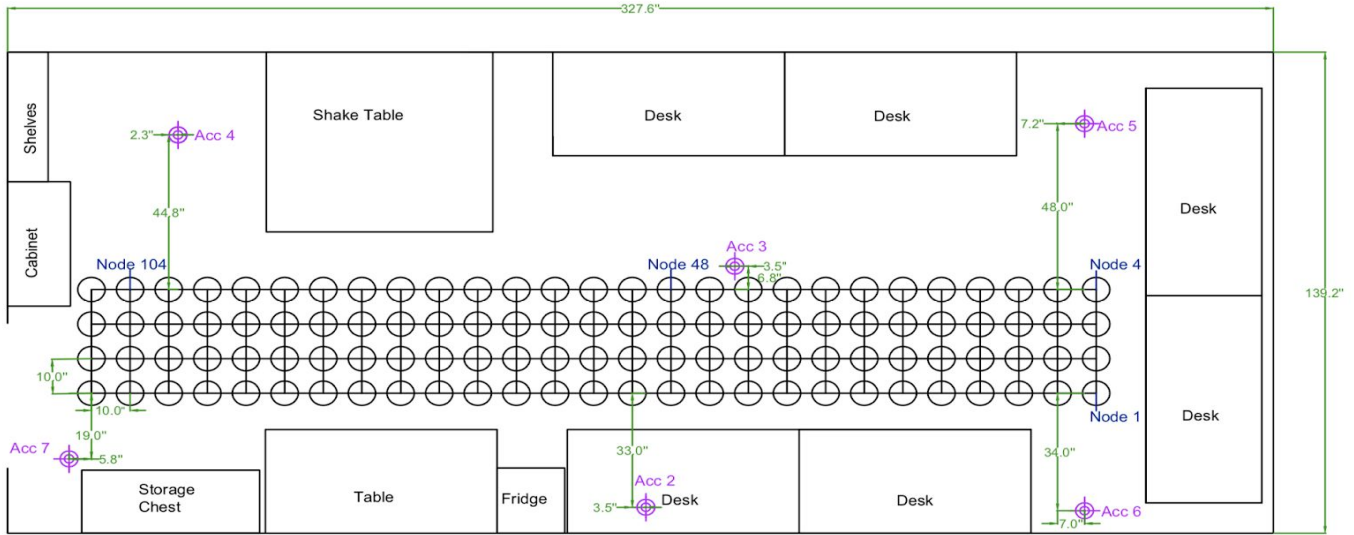 327.6"
Shelves
2.3"
Acc 4
Shake Table
Desk
Desk
7.2"
Acc 5
44.8"
48.0"
Desk
Cabinet
Node 104
Node 48
Acc 3
3.5"
6.8"
Node 4
139.2"
10.0"
10.0"
Node 1
Desk
19.0"
Acc 7
5.8"
33.0"
34.0"
Storage
Chest
Table
Fridge
Acc 2
3.5"
Desk
Desk
Acc 6
7.0"